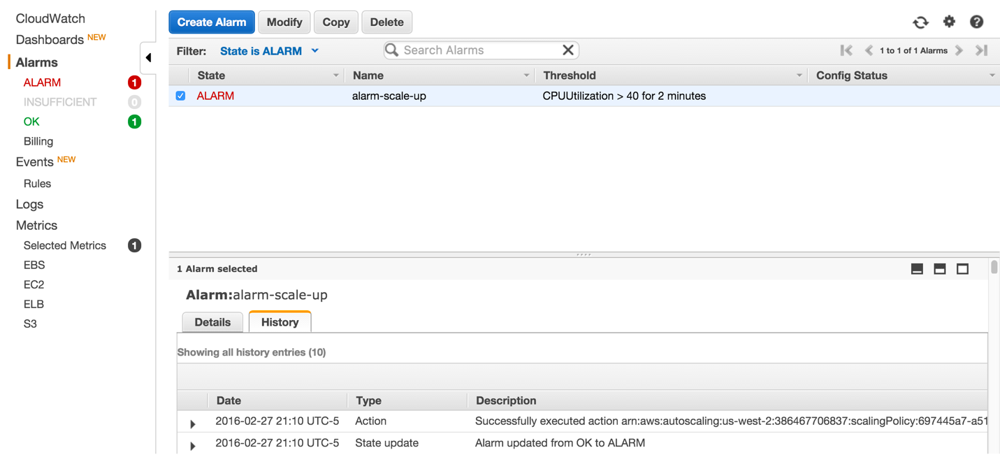 CloudWatch
Dashboards NEW
Alarms
ALARM 1
INSUFFICIENT 0
OK 1
Billing
Events NEW
Rules
Logs
Metrics
Selected Metrics 1
EBS
EC2
ELB
S3
Create Alarm Modify Copy Delete
Filter: State is ALARM Search Alarms 1 to 1 of 1 Alarms
State Name Threshold Config Status
ALARM alarm-scale-up CPUUtilization > 40 for 2 minutes
1 Alarm selected
Alarm:alarm-scale-up
Details History
Showing all history entries (10)
Date Type Description
2016-02-27 21:10 UTC-5 Action Successfully executed action arn:aws:autoscaling:us-west-2:386467706837:scalingPolicy:697445a7-a51
2016-02-27 21:10 UTC-5 State update Alarm updated from OK to ALARM